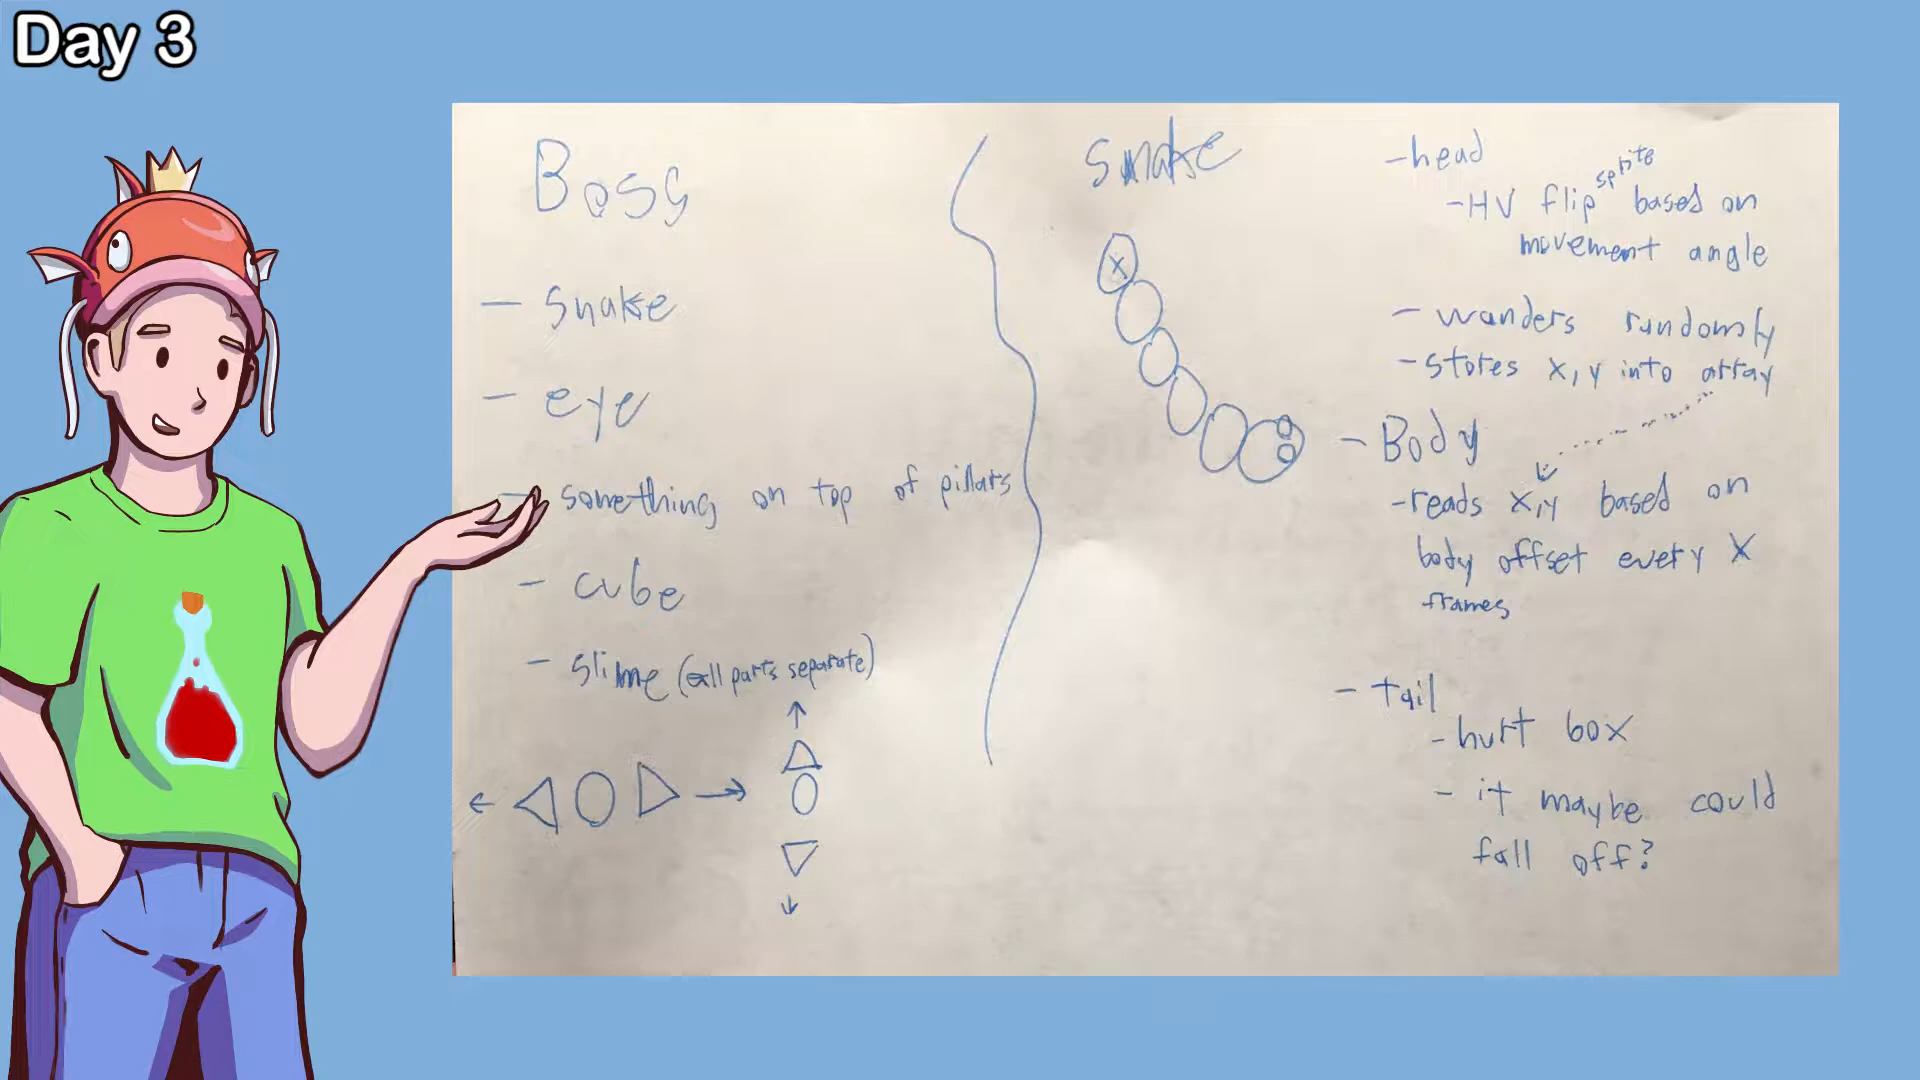 Day 3
Boss
- snake
- eye
- something on top of pillars
- cube
- slime (all parts separate)
snake
x
- head
- HV flip sprite based on
movement angle
- wanders randomly
- stores x,y into array
- Body
- reads x,y based on
body offset every X
frames
- tail
- hurt box
- it maybe could
fall off?